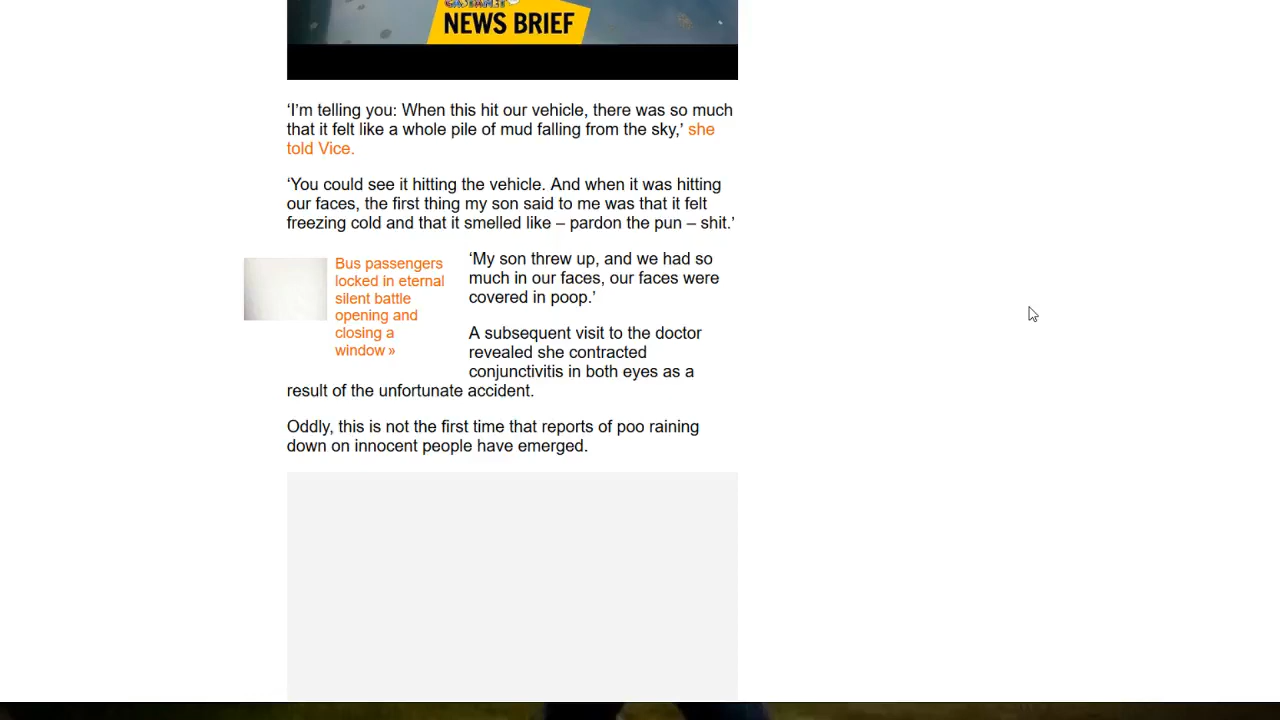 NEWS BRIEF
‘I’m telling you: When this hit our vehicle, there was so much
that it felt like a whole pile of mud falling from the sky,’ she
told Vice.
‘You could see it hitting the vehicle. And when it was hitting
our faces, the first thing my son said to me was that it felt
freezing cold and that it smelled like – pardon the pun – shit.’
Bus passengers
locked in eternal
silent battle
opening and
closing a
window »
‘My son threw up, and we had so
much in our faces, our faces were
covered in poop.’
A subsequent visit to the doctor
revealed she contracted
conjunctivitis in both eyes as a
result of the unfortunate accident.
Oddly, this is not the first time that reports of poo raining
down on innocent people have emerged.